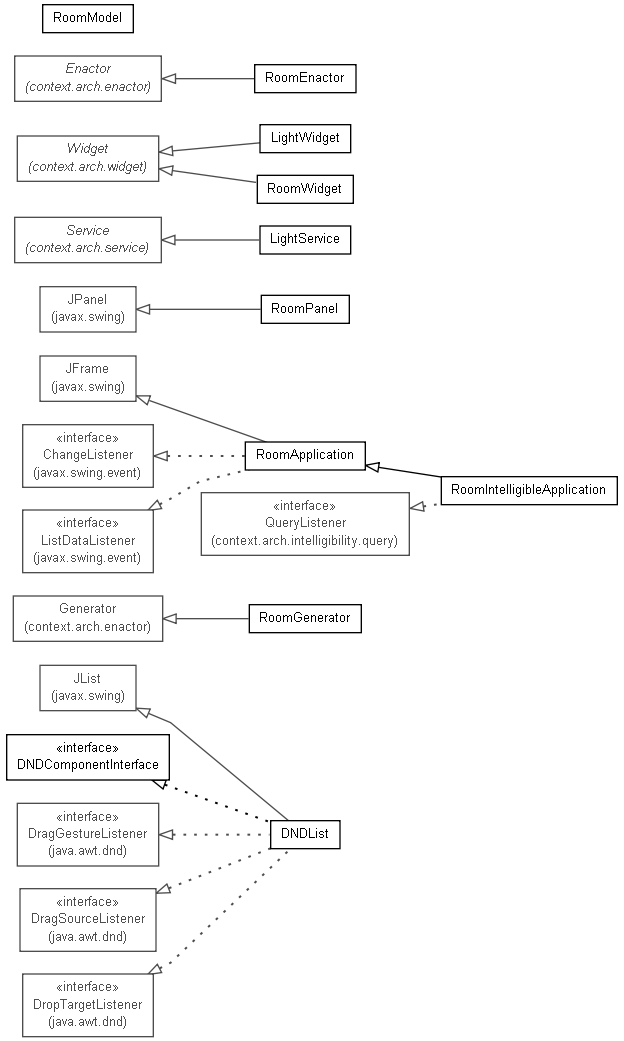 RoomModel
Enactor
(context.arch.enactor)
RoomEnactor
Widget
(context.arch.widget)
LightWidget
RoomWidget
Service
(context.arch.service)
LightService
JPanel
(javax.swing)
RoomPanel
JFrame
(javax.swing)
«interface»
ChangeListener
(javax.swing.event)
RoomApplication
RoomIntelligibleApplication
«interface»
QueryListener
(context.arch.intelligibility.query)
«interface»
ListDataListener
(javax.swing.event)
Generator
(context.arch.enactor)
RoomGenerator
JList
(javax.swing)
«interface»
DNDComponentInterface
«interface»
DragGestureListener
(java.awt.dnd)
DNDList
«interface»
DragSourceListener
(java.awt.dnd)
«interface»
DropTargetListener
(java.awt.dnd)